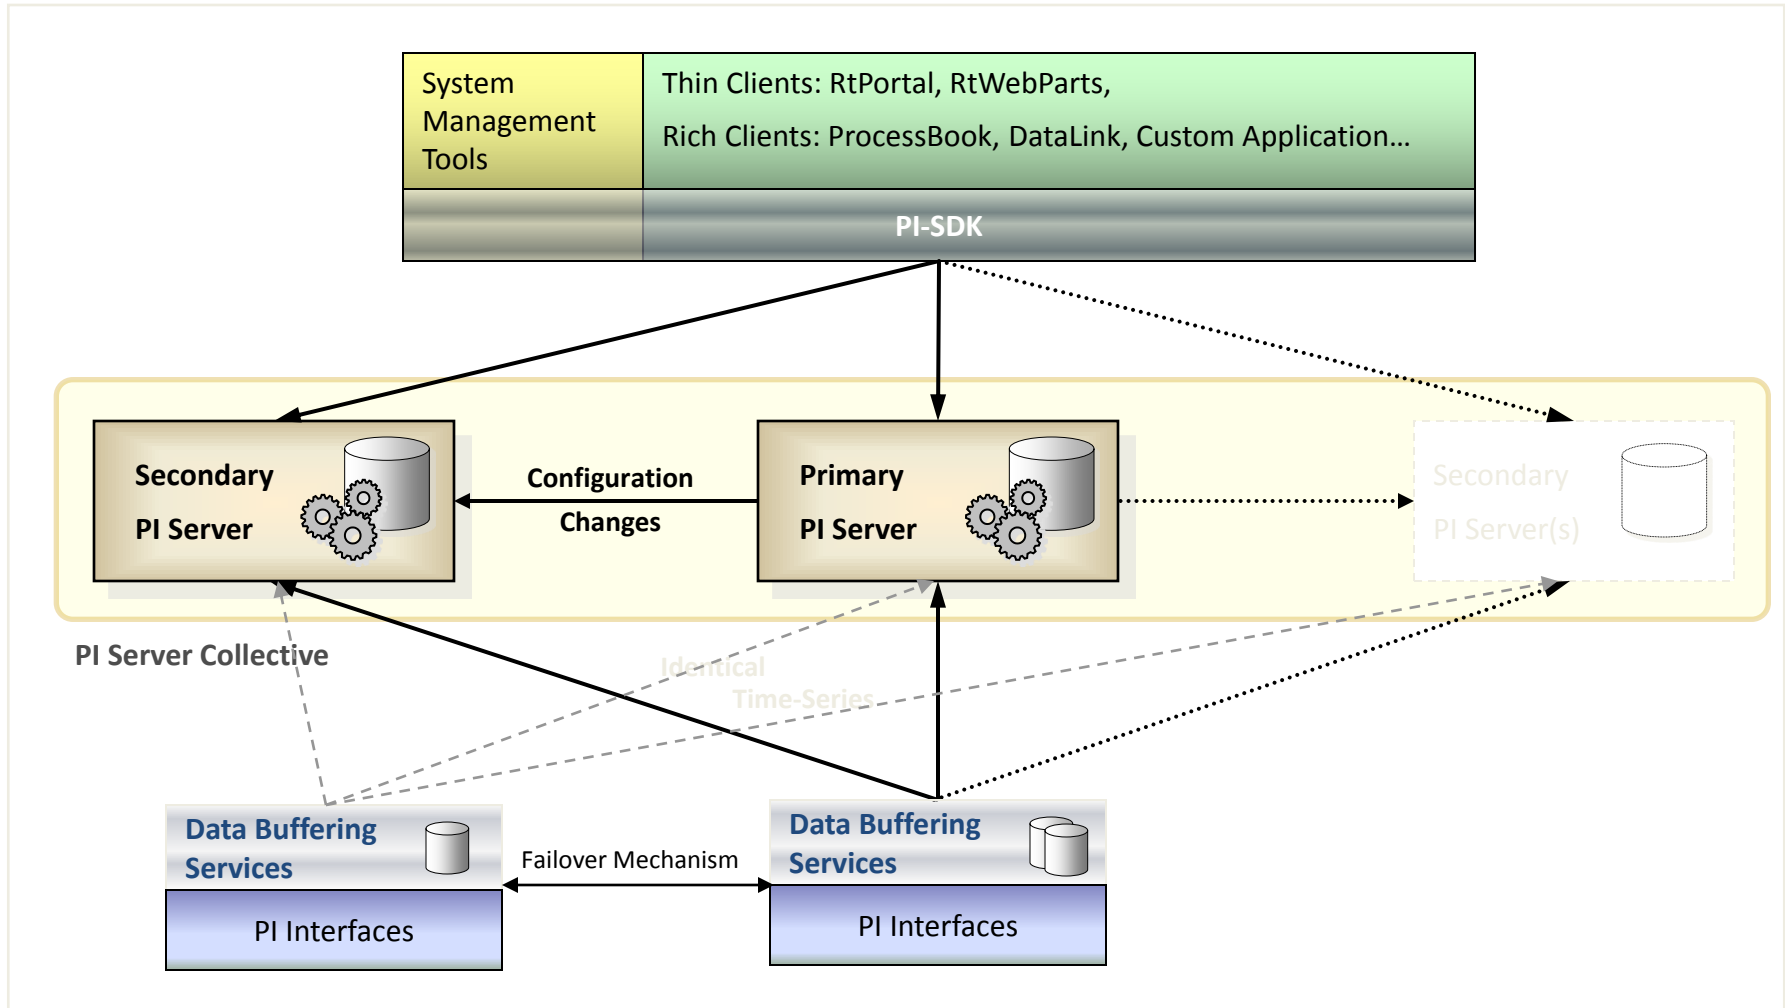 System
Management
Tools
Thin Clients: RtPortal, RtWebParts,
Rich Clients: ProcessBook, DataLink, Custom Application…
PI-SDK
Secondary
PI Server
Configuration
Changes
Primary
PI Server
Secondary
PI Server(s)
PI Server Collective
Identical
Time-Series
Data Buffering
Services
Failover Mechanism
Data Buffering
Services
PI Interfaces
PI Interfaces